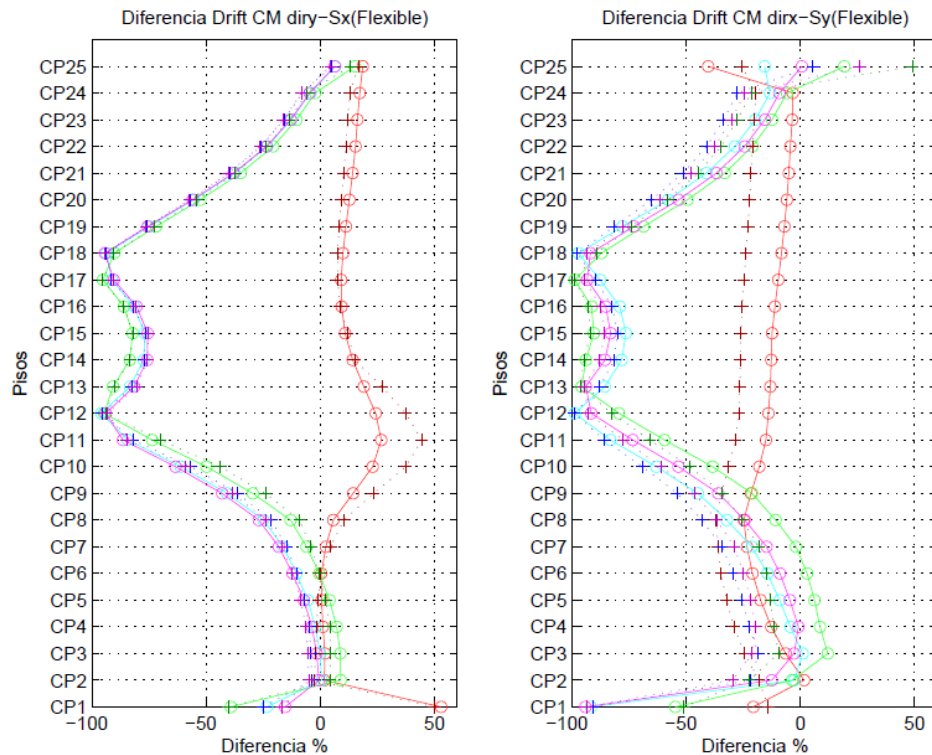 Diferencia Drift CM diry-Sx(Flexible)
CP25
CP24
CP23
CP22
CP21
CP20
CP19
CP18
CP17
CP16
CP15
CP14
CP13
CP12
CP11
CP10
CP9
CP8
CP7
CP6
CP5
CP4
CP3
CP2
CP1
Pisos
−100 −50 0 50
Diferencia %
Diferencia Drift CM dirx-Sy(Flexible)
CP25
CP24
CP23
CP22
CP21
CP20
CP19
CP18
CP17
CP16
CP15
CP14
CP13
CP12
CP11
CP10
CP9
CP8
CP7
CP6
CP5
CP4
CP3
CP2
CP1
Pisos
−100 −50 0 50
Diferencia %